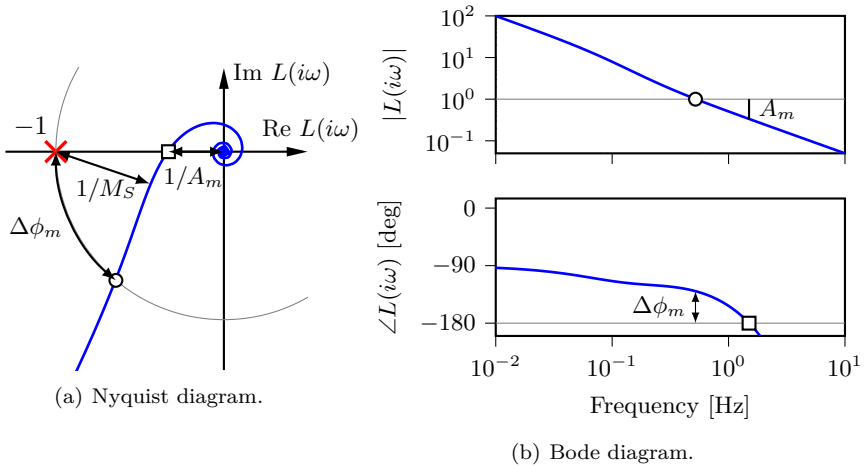 Im L(iω)
−1
Re L(iω)
1/M_S
1/A_m
Δϕ_m
(a) Nyquist diagram.
|L(iω)|
10^2
10^1
10^0
10^−1
A_m
∠L(iω) [deg]
0
−90
−180
Δϕ_m
10^−2
10^−1
10^0
10^1
Frequency [Hz]
(b) Bode diagram.